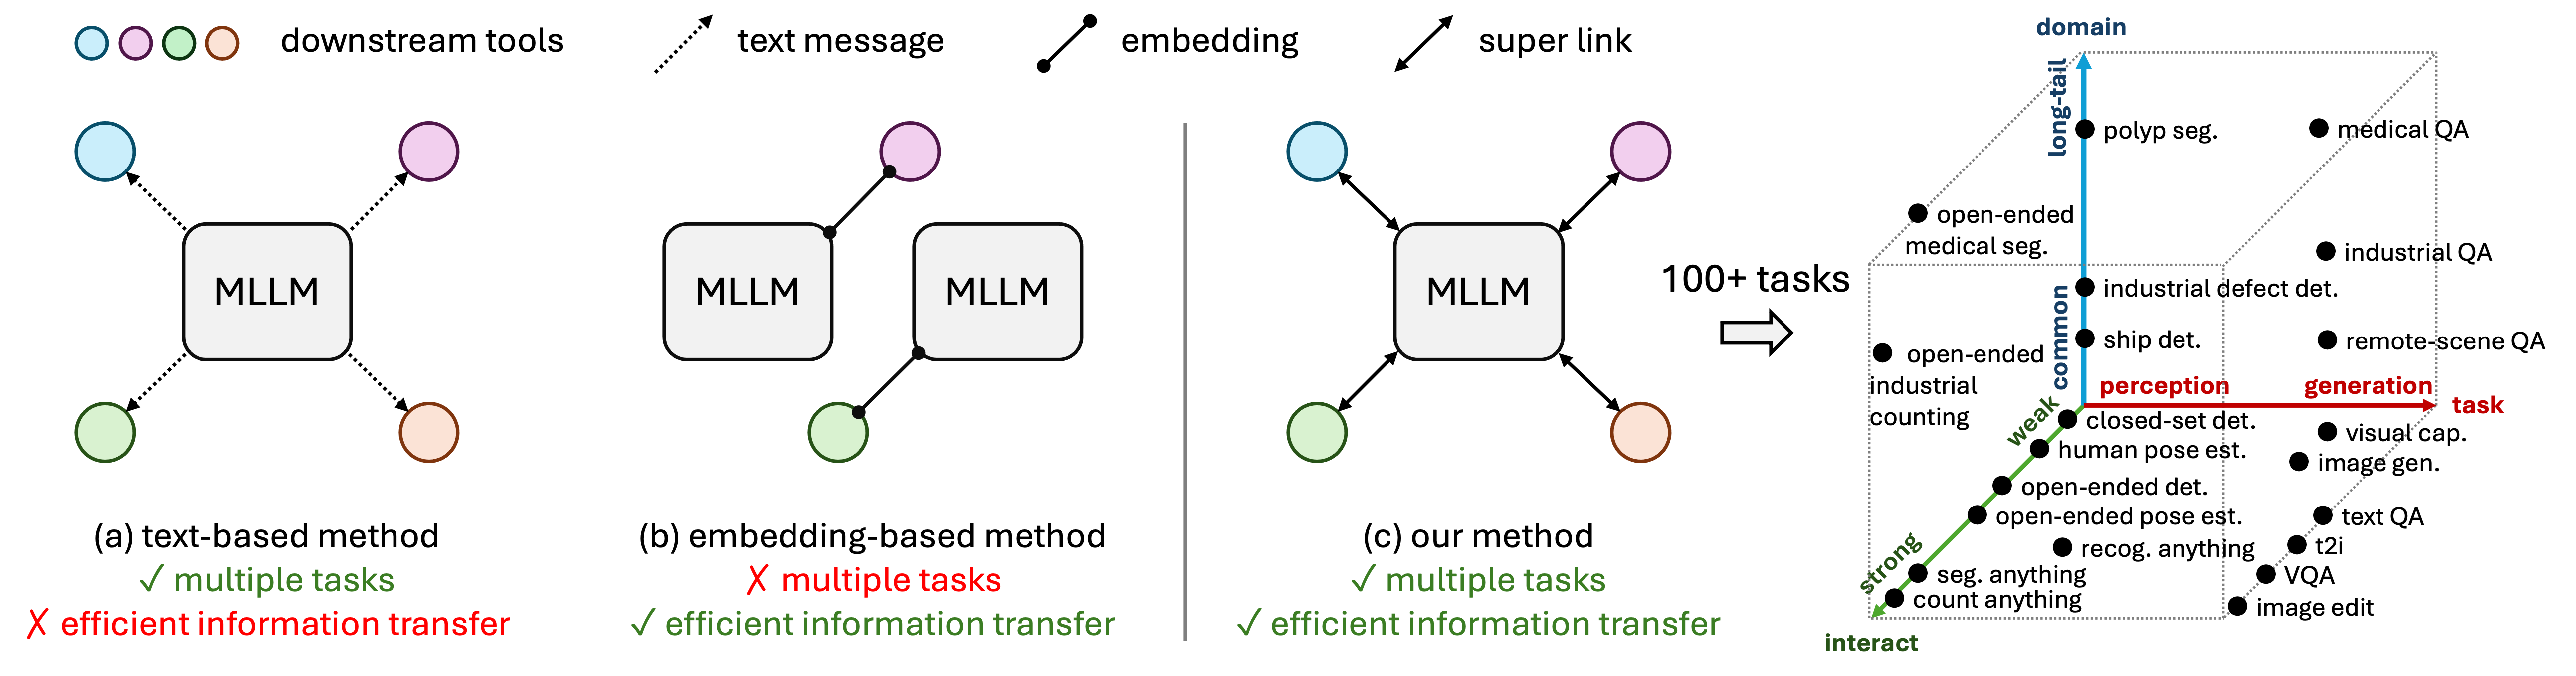 downstream tools
text message
embedding
super link
MLLM
(a) text-based method
✓ multiple tasks
✗ efficient information transfer
MLLM
MLLM
(b) embedding-based method
✗ multiple tasks
✓ efficient information transfer
MLLM
(c) our method
✓ multiple tasks
✓ efficient information transfer
100+ tasks
domain
long-tail
common
polyp seg.
medical QA
open-ended
medical seg.
industrial QA
industrial defect det.
ship det.
remote-scene QA
open-ended
industrial
counting
perception
generation
task
weak
strong
interact
closed-set det.
visual cap.
human pose est.
image gen.
open-ended det.
open-ended pose est.
text QA
recog. anything
t2i
seg. anything
VQA
count anything
image edit